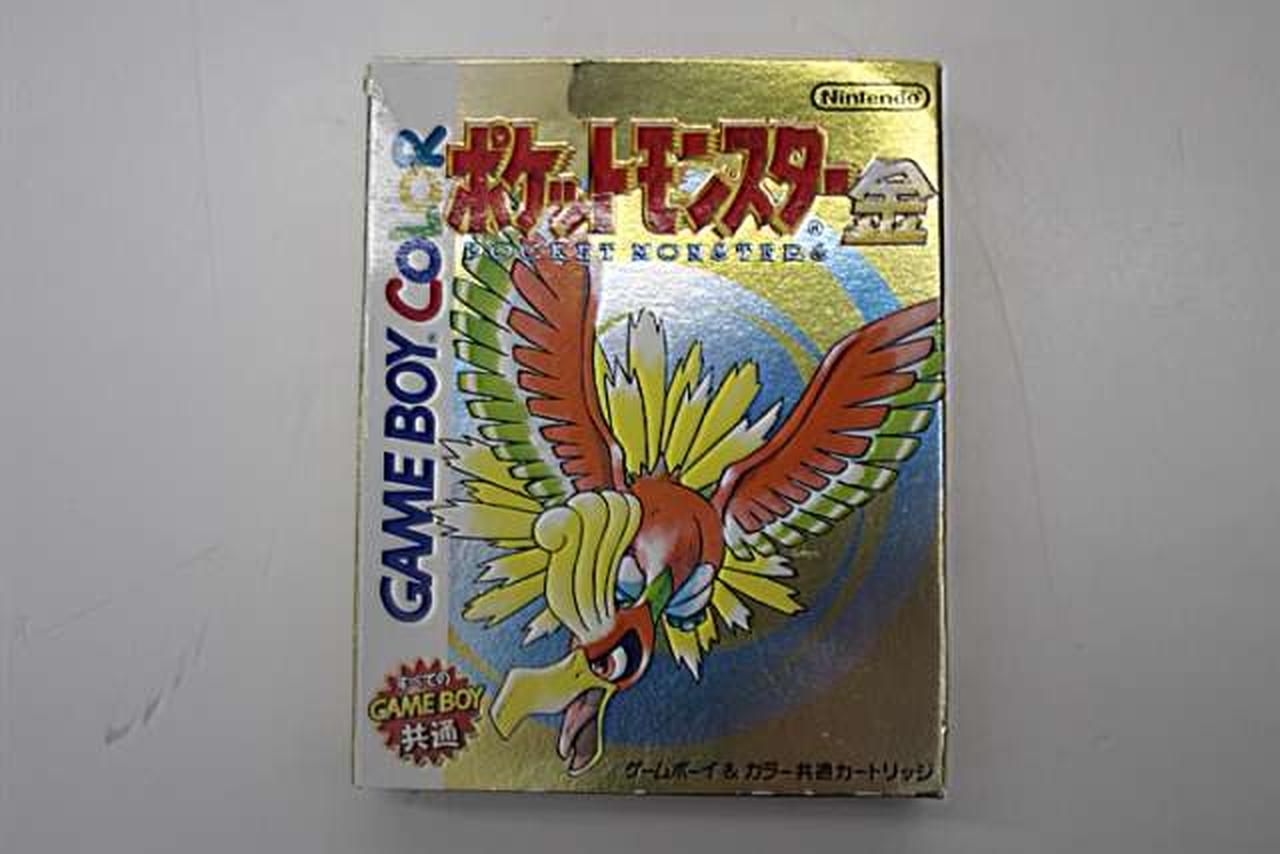 Nintendo®
ポケットモンスター金
®
POCKET MONSTERS
GAME BOY COLOR
すべての
GAME BOY
共通
ゲームボーイ&カラー共通カートリッジ